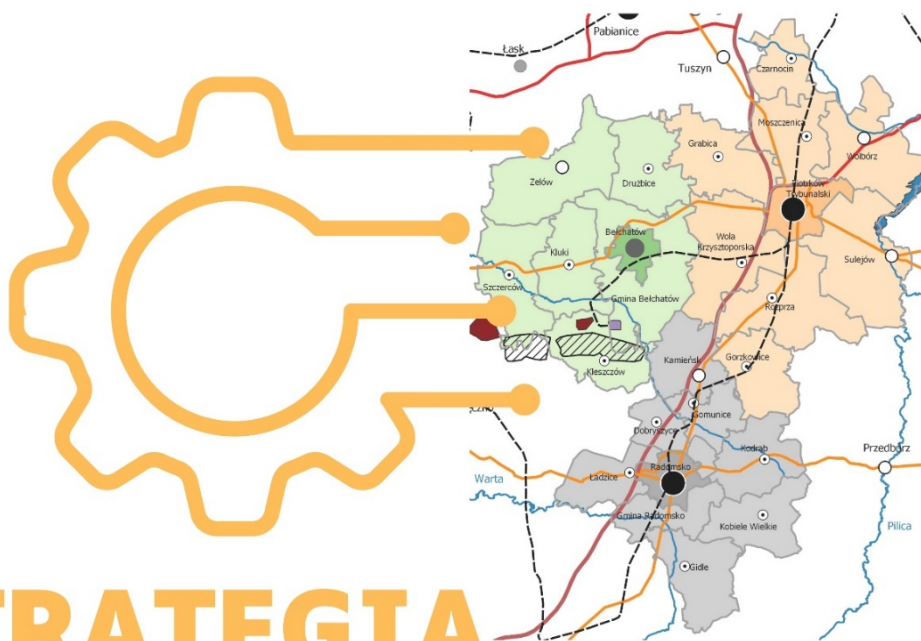 Pabianice
Łask
Tuszyn
Czarnocin
Moszczenica
Grabica
Wolbórz
Zelów
Drużbice
Piotrków
Trybunalski
Bełchatów
Wola
Krzysztoporska
Kluki
Sulejów
Szczerców
Gmina Bełchatów
Rozprza
Kamieńsk
Gorzkowice
Kleszczów
Gomunice
Dobryszyce
Kodrąb
Przedbórz
Radomsko
Ładzice
Warta
Gmina Radomsko
Kobiele Wielkie
Pilica
Gidle
TRATEGIA